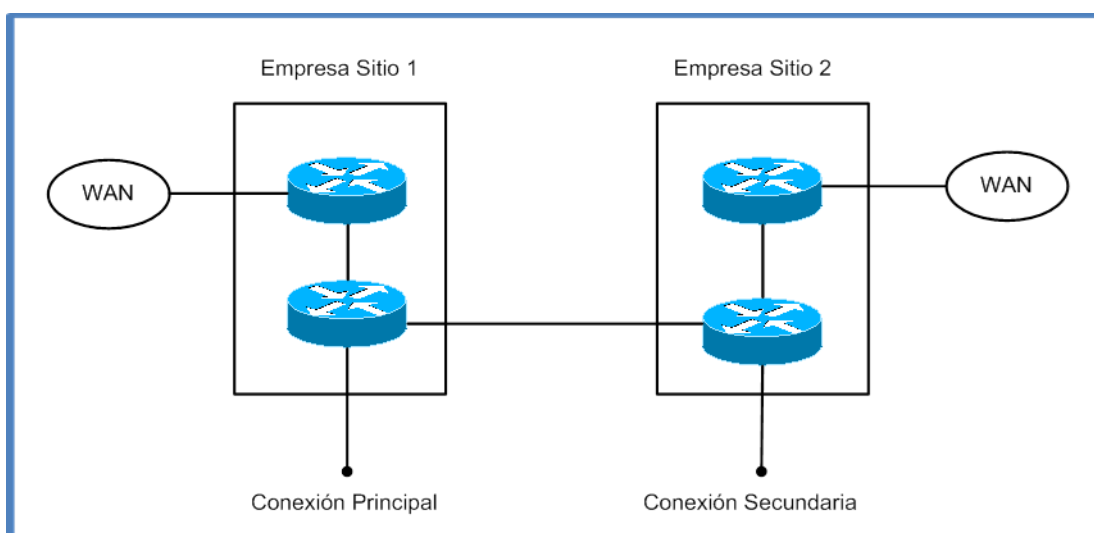 Empresa Sitio 1
Empresa Sitio 2
WAN
WAN
Conexión Principal
Conexión Secundaria